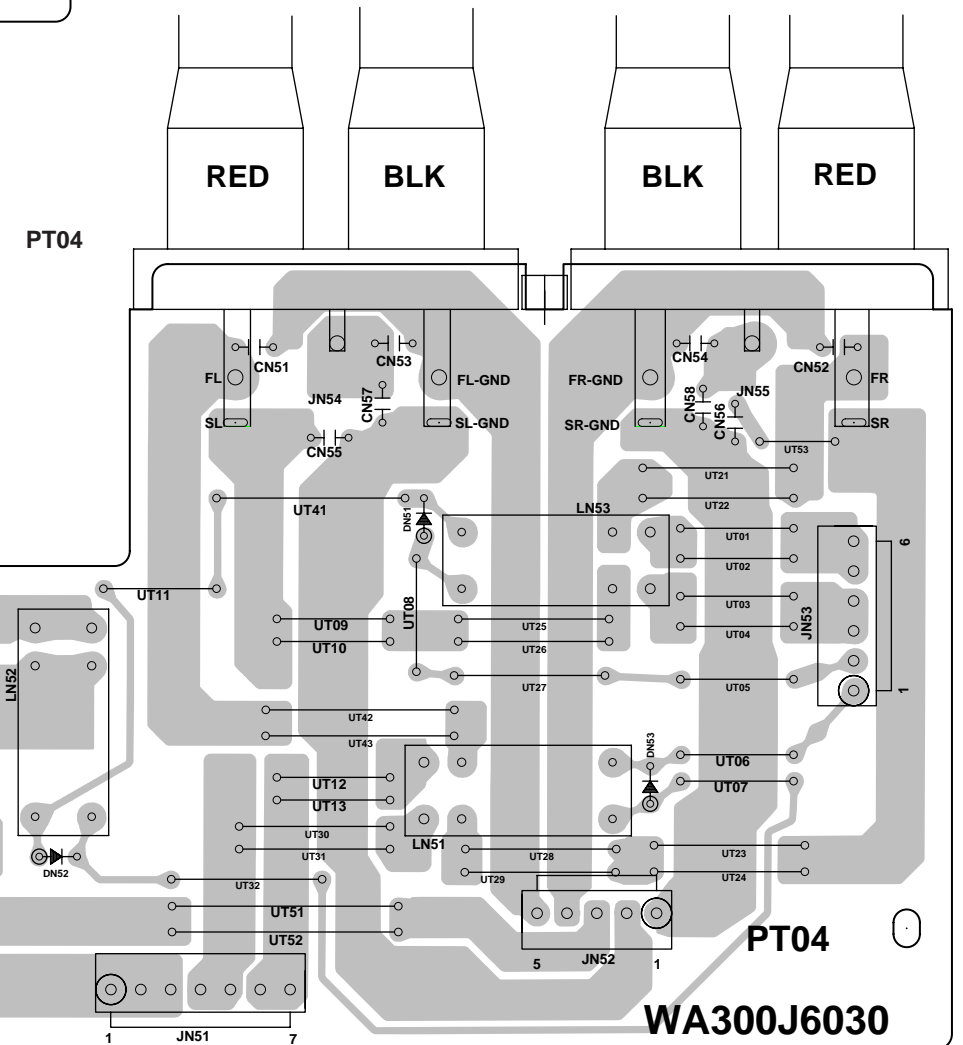 RED
BLK
BLK
RED
PT04
CN51
CN53
CN54
CN52
FL
FL-GND
FR-GND
FR
JN54
CN57
CN58
CN56
JN55
SL
SL-GND
SR-GND
SR
CN55
UT53
UT21
UT41
DN51
LN53
UT22
UT01
6
UT02
UT11
UT08
UT03
UT09
UT25
UT04
JN53
UT10
UT26
LN52
UT27
UT05
1
UT42
UT43
DN53
UT06
UT12
UT07
UT13
UT30
LN51
UT31
UT28
UT23
DN52
UT32
UT29
UT24
UT51
UT52
PT04
5
JN52
1
WA300J6030
1
JN51
7